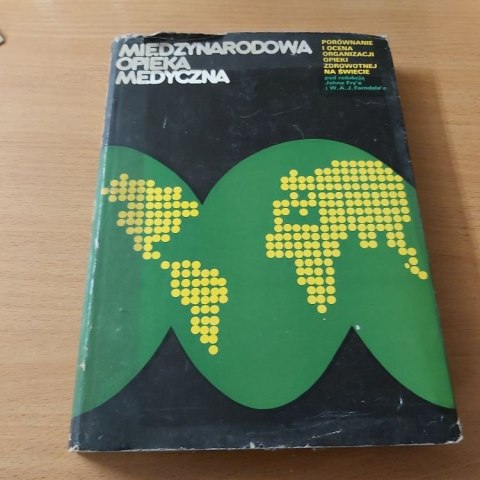 MIĘDZYNARODOWA
OPIEKA
MEDYCZNA
PORÓWNANIE
I OCENA
ORGANIZACJI
OPIEKI
ZDROWOTNEJ
NA ŚWIECIE
pod redakcją
Johna Fry'a
i W.A.J. Farndale'a